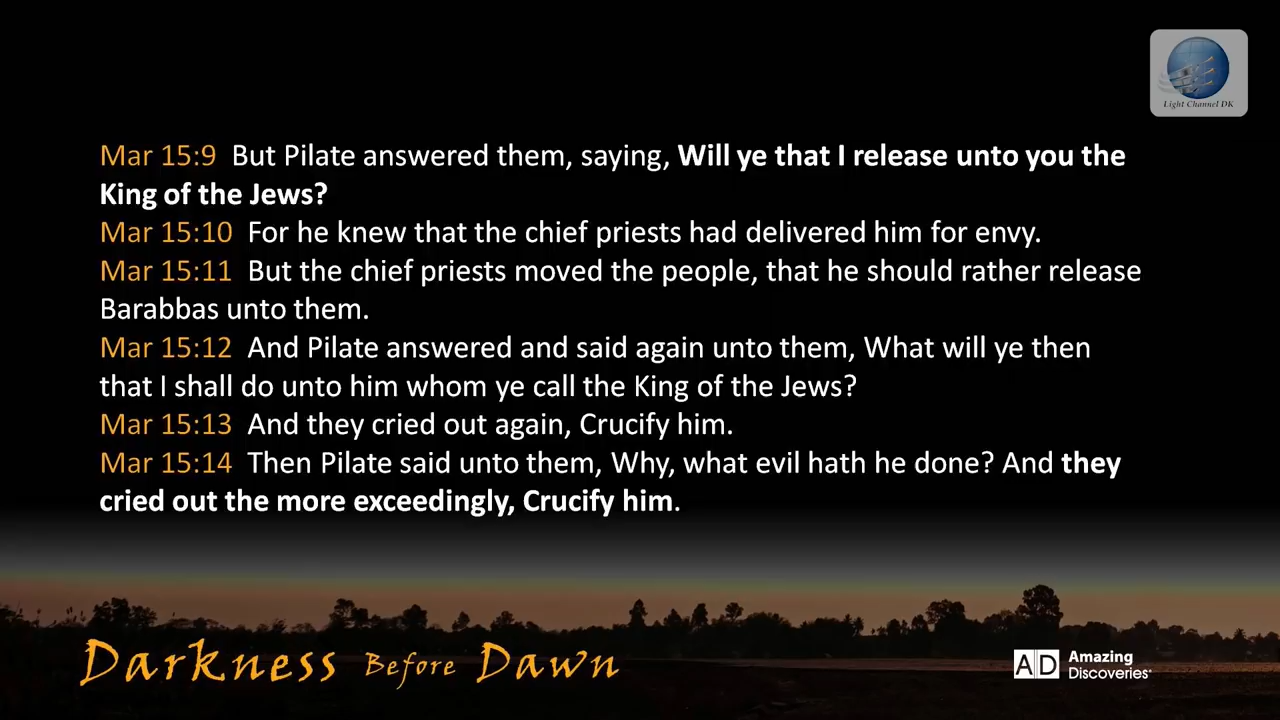 Light Channel DK
Mar 15:9 But Pilate answered them, saying, Will ye that I release unto you the
King of the Jews?
Mar 15:10 For he knew that the chief priests had delivered him for envy.
Mar 15:11 But the chief priests moved the people, that he should rather release
Barabbas unto them.
Mar 15:12 And Pilate answered and said again unto them, What will ye then
that I shall do unto him whom ye call the King of the Jews?
Mar 15:13 And they cried out again, Crucify him.
Mar 15:14 Then Pilate said unto them, Why, what evil hath he done? And they
cried out the more exceedingly, Crucify him.
Darkness Before Dawn
AD Amazing
Discoveries